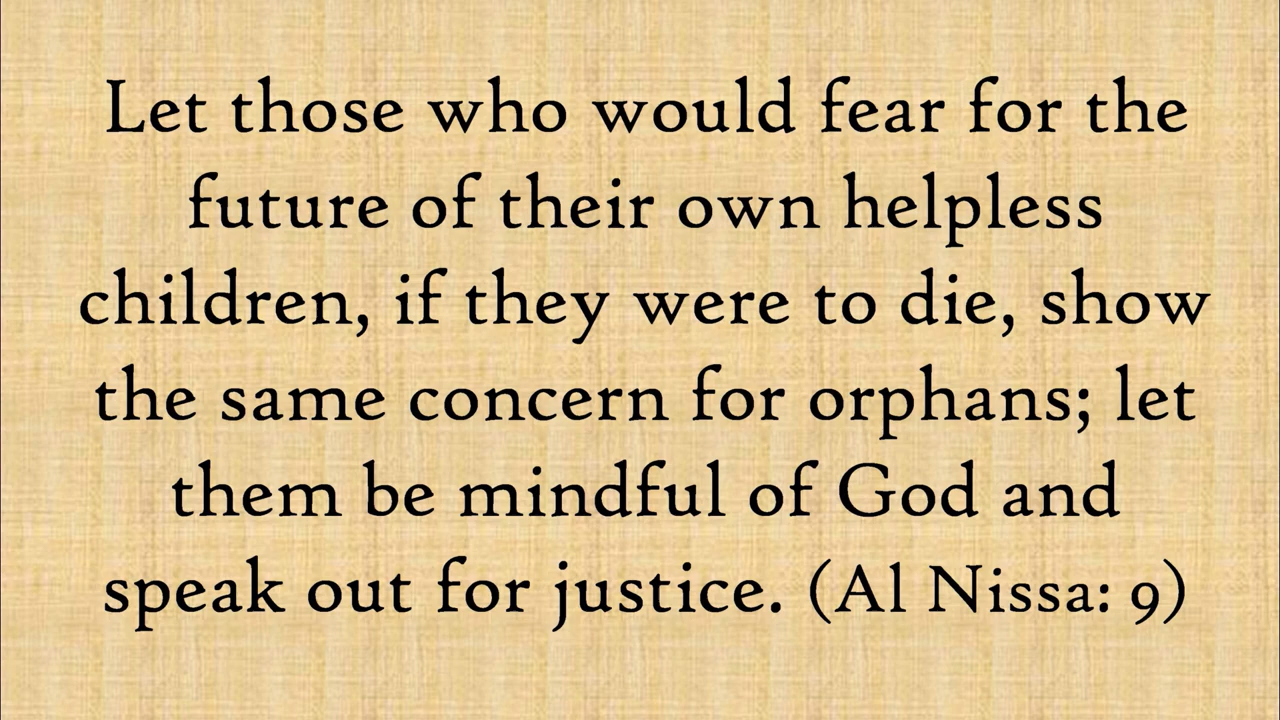 Let those who would fear for the
future of their own helpless
children, if they were to die, show
the same concern for orphans; let
them be mindful of God and
speak out for justice. (Al Nissa: 9)